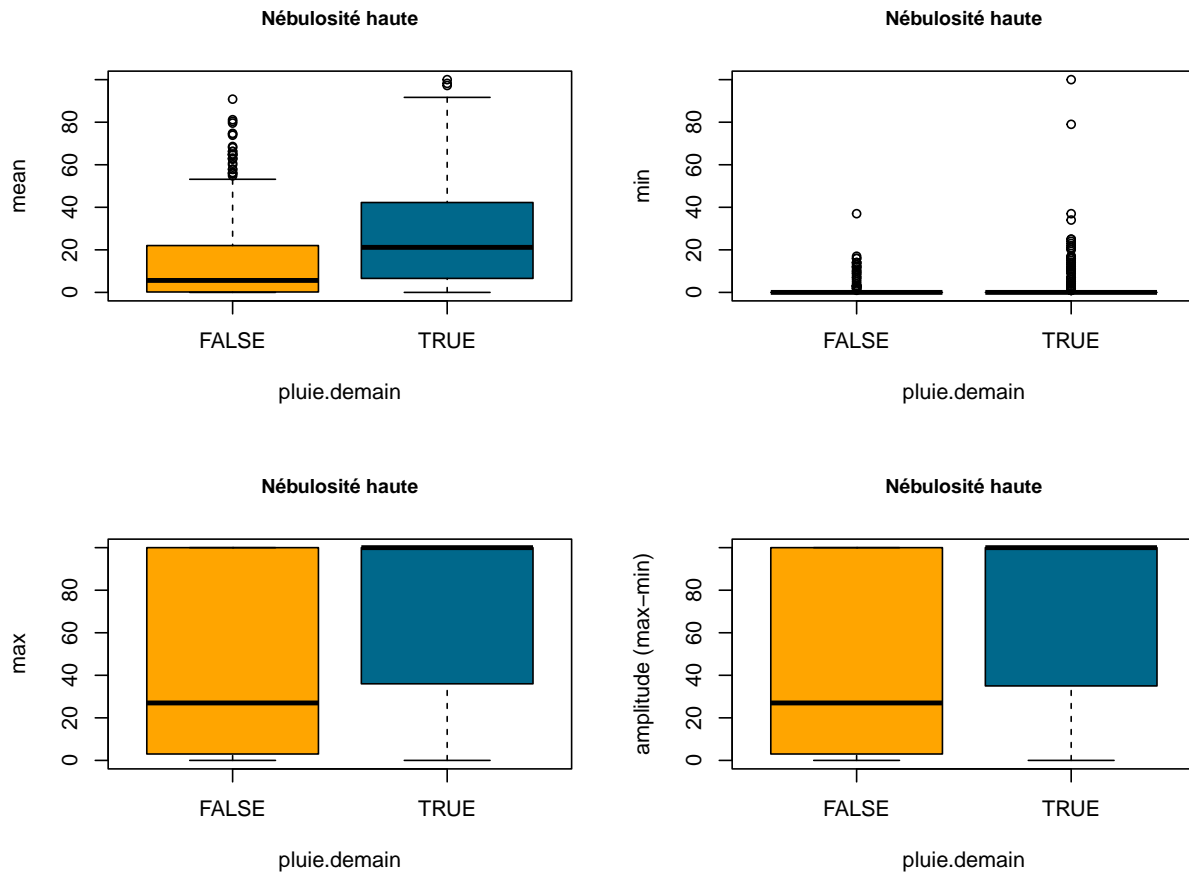 Nébulosité haute
mean
0 20 40 60 80
FALSE TRUE
pluie.demain
Nébulosité haute
min
0 20 40 60 80
FALSE TRUE
pluie.demain
Nébulosité haute
max
0 20 40 60 80
FALSE TRUE
pluie.demain
Nébulosité haute
amplitude (max−min)
0 20 40 60 80
FALSE TRUE
pluie.demain